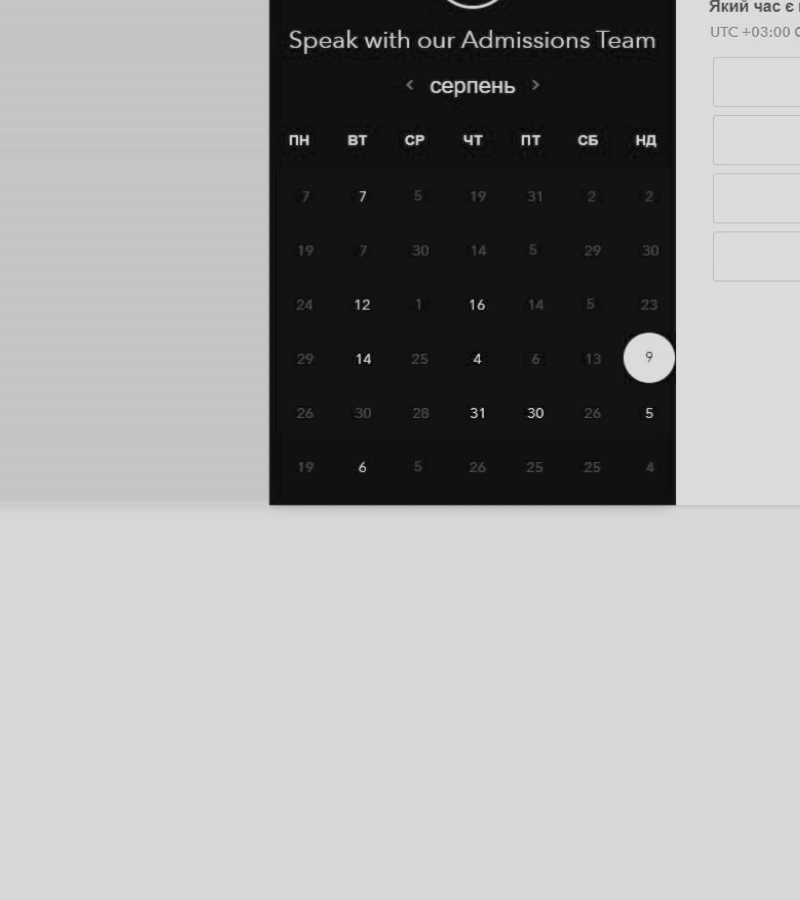 Speak with our Admissions Team
Який час є
UTC +03:00
< серпень >
ПН ВТ СР ЧТ ПТ СБ НД
7 7 5 19 31 2 2
19 7 30 14 5 29 30
24 12 1 16 14 5 23
29 14 25 4 6 13 9
26 30 28 31 30 26 5
19 6 5 26 25 25 4